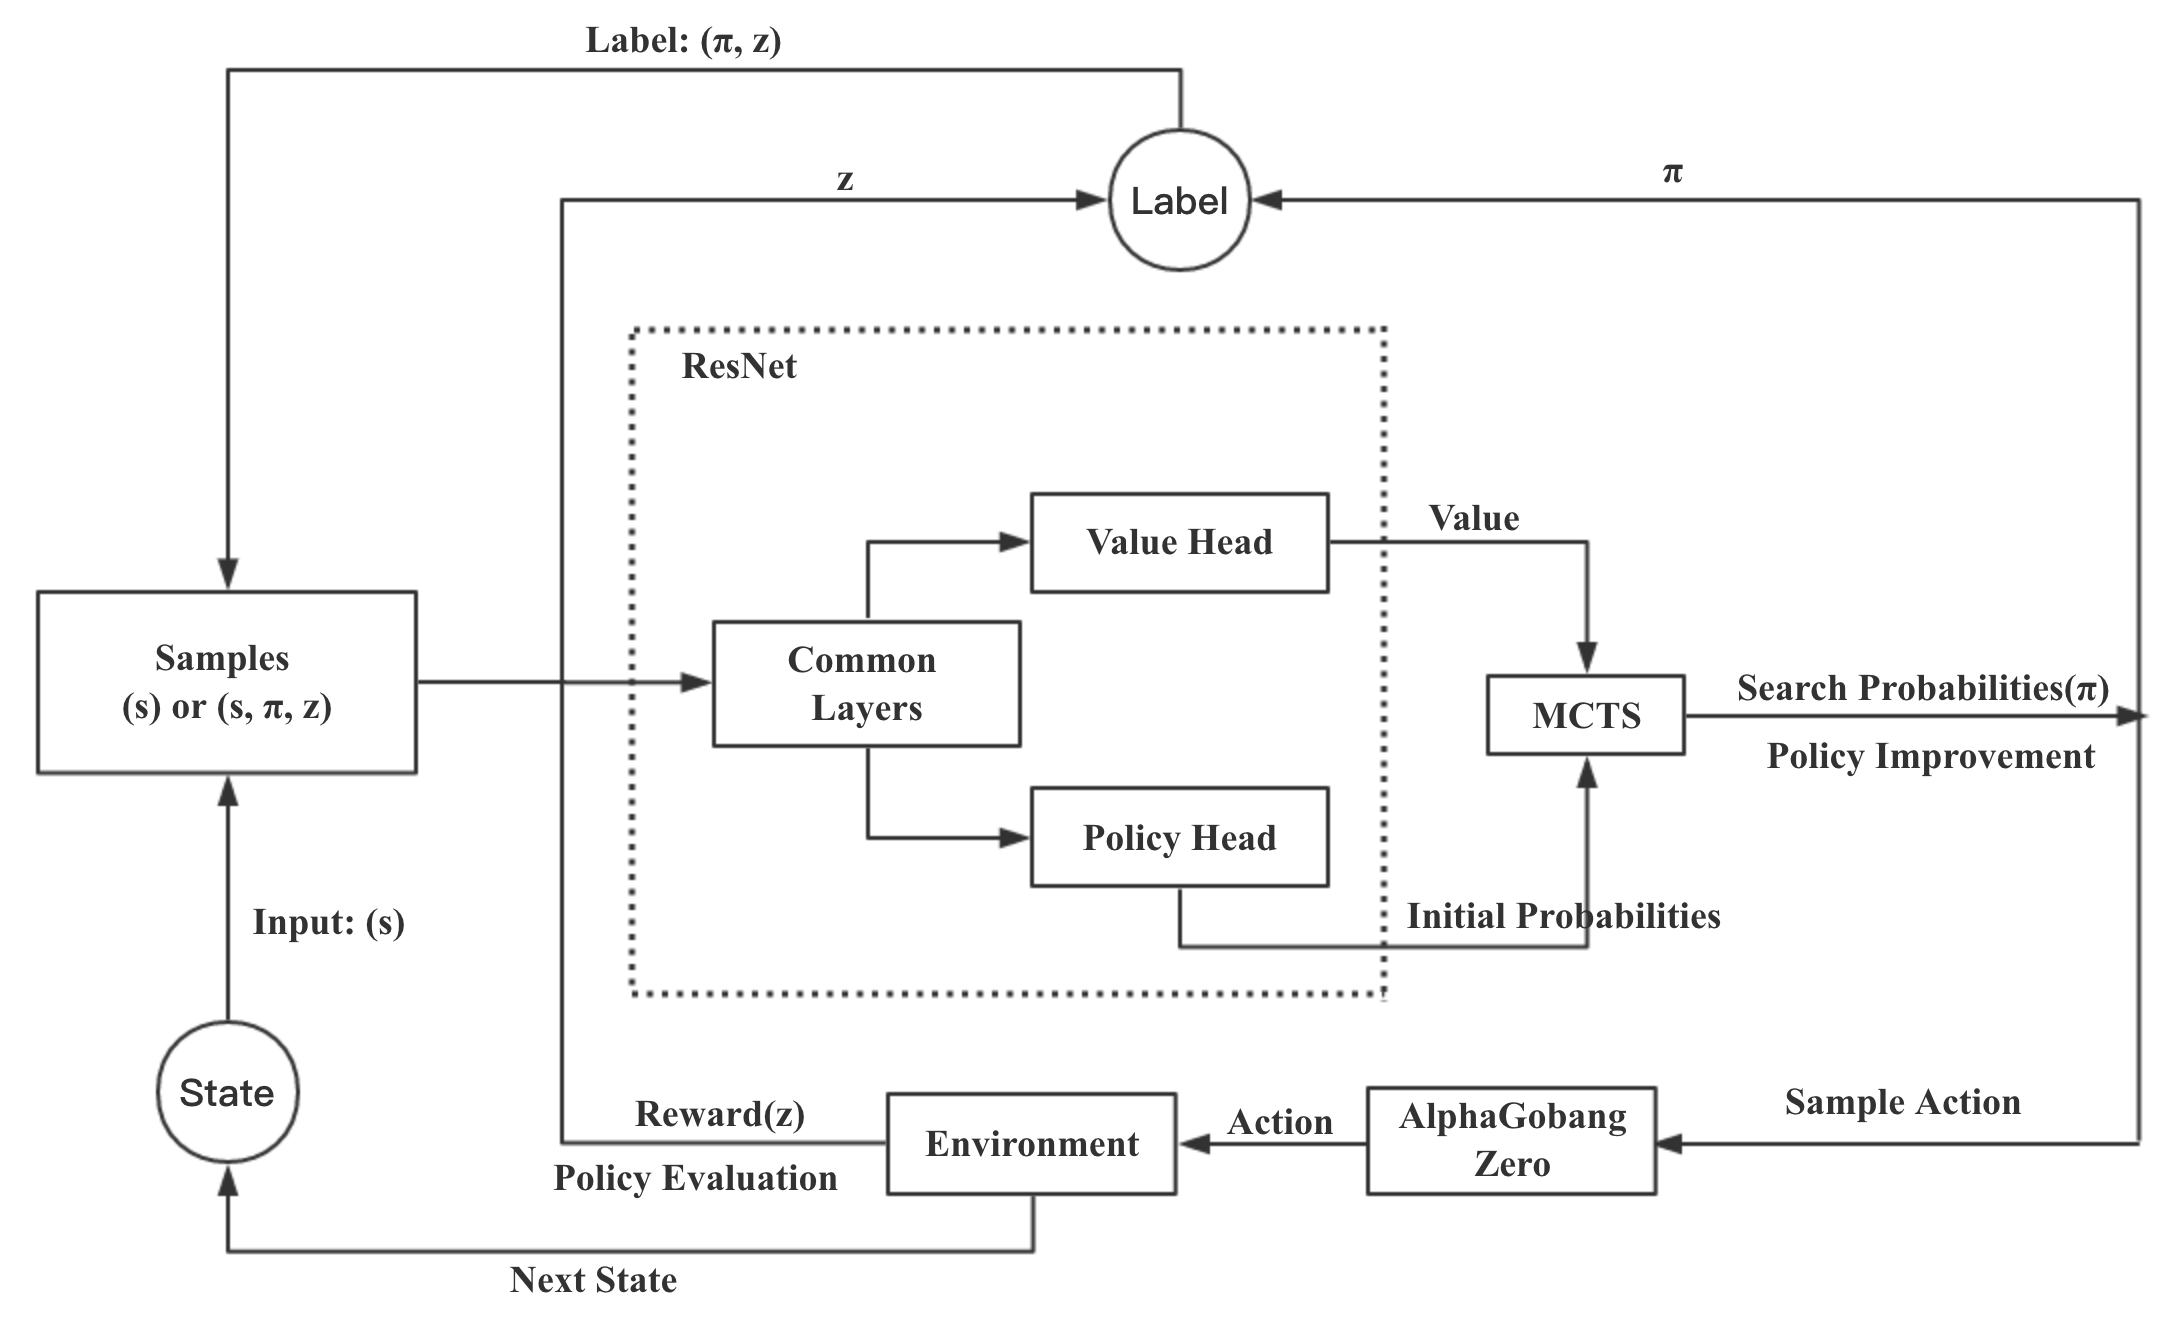 Label: (π, z)
z
π
Label
ResNet
Value Head
Value
Samples
(s) or (s, π, z)
Common
Layers
MCTS
Search Probabilities(π)
Policy Improvement
Policy Head
Initial Probabilities
Input: (s)
State
Reward(z)
Policy Evaluation
Environment
Action
AlphaGobang
Zero
Sample Action
Next State